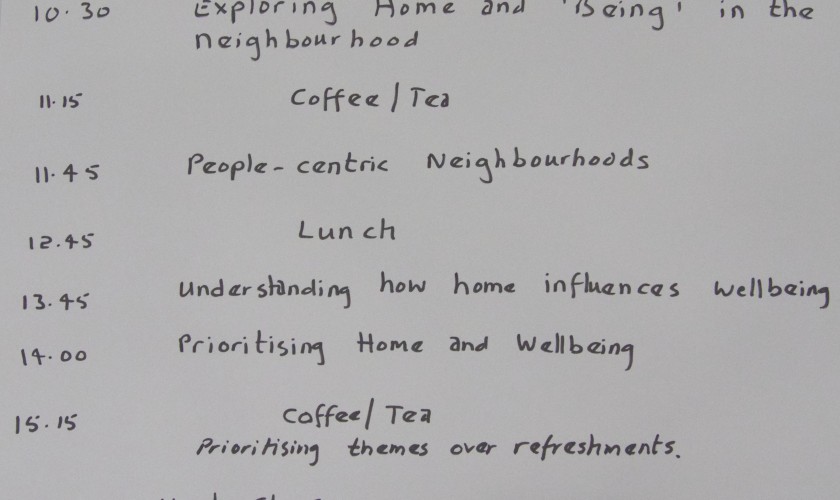 10.30 Exploring Home and 'Being' in the
neighbourhood
11.15 Coffee/Tea
11.45 People-centric Neighbourhoods
12.45 Lunch
13.45 Understanding how home influences wellbeing
14.00 Prioritising Home and Wellbeing
15.15 Coffee/Tea
Prioritising themes over refreshments.